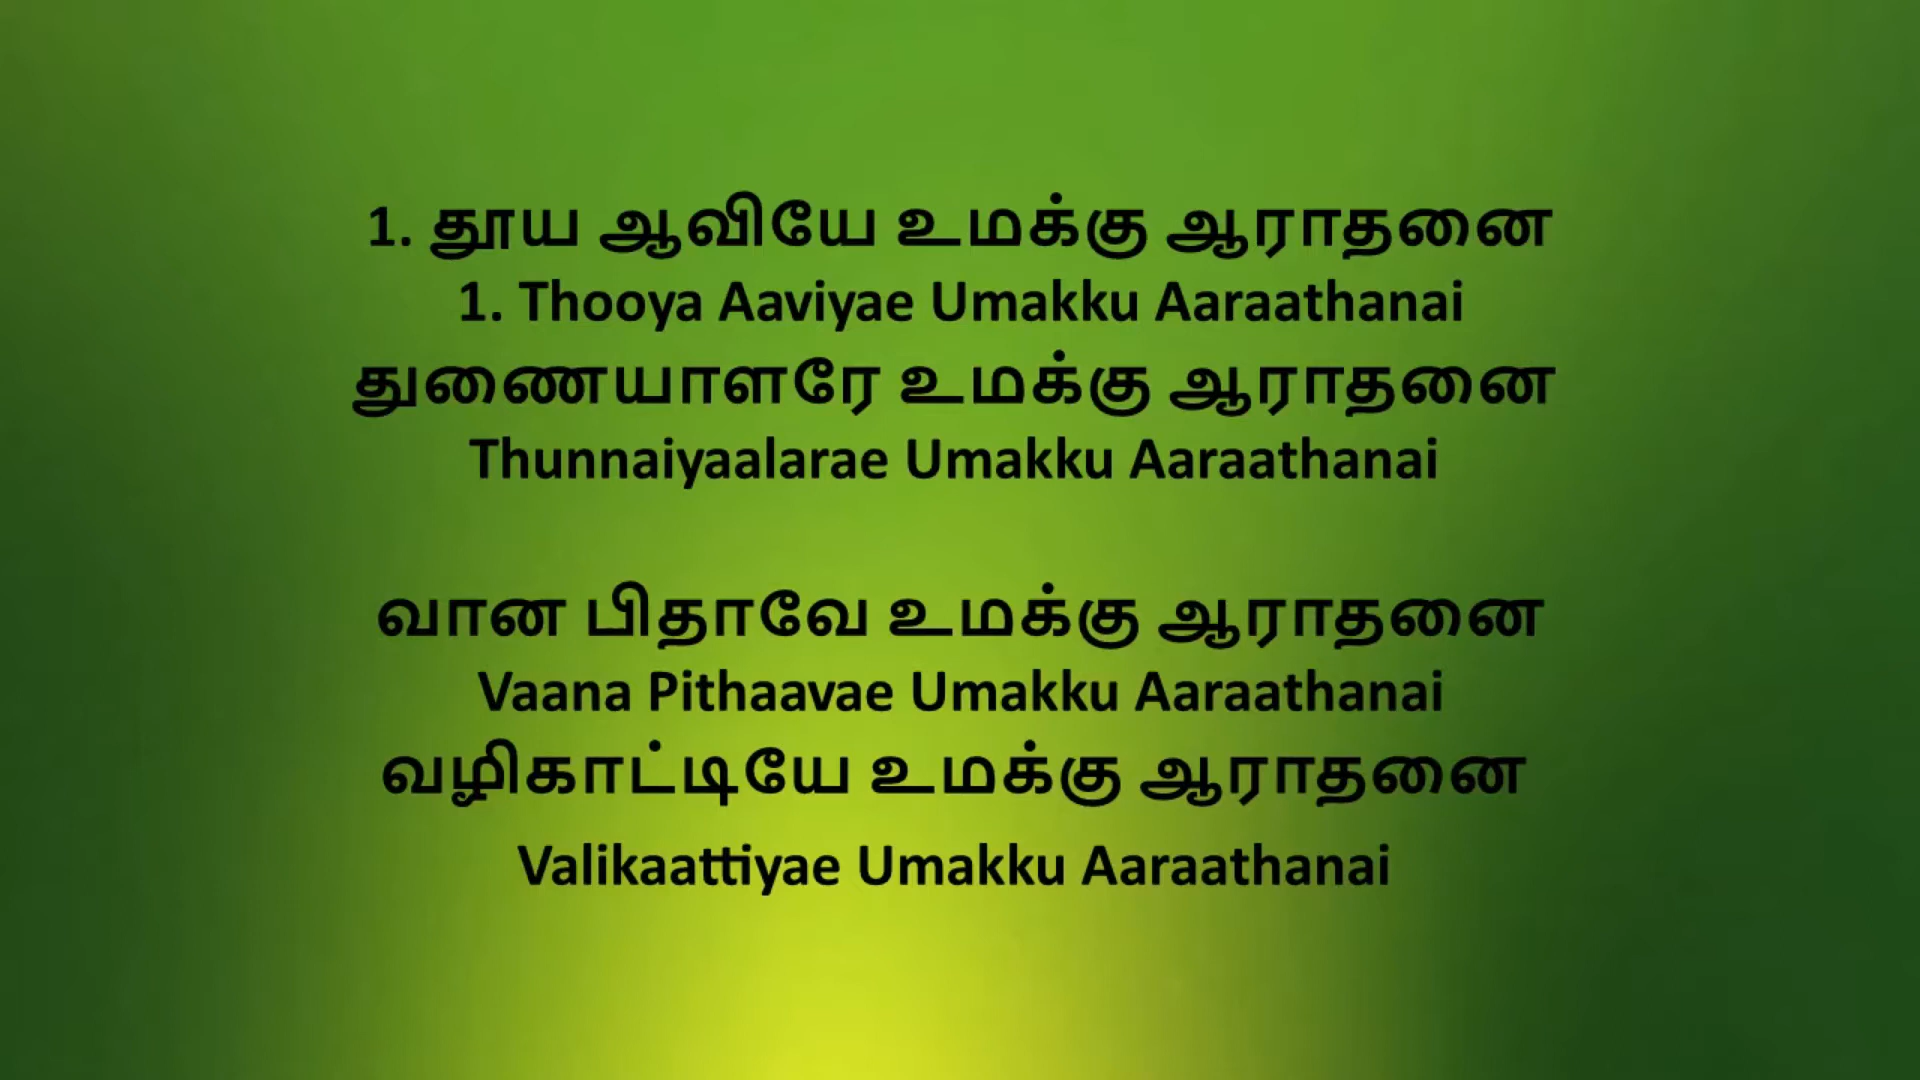 1. தூய ஆவியே உமக்கு ஆராதனை
1. Thooya Aaviyae Umakku Aaraathanai
துணையாளரே உமக்கு ஆராதனை
Thunnaiyaalarae Umakku Aaraathanai
வான பிதாவே உமக்கு ஆராதனை
Vaana Pithaavae Umakku Aaraathanai
வழிகாட்டியே உமக்கு ஆராதனை
Valikaattiyae Umakku Aaraathanai